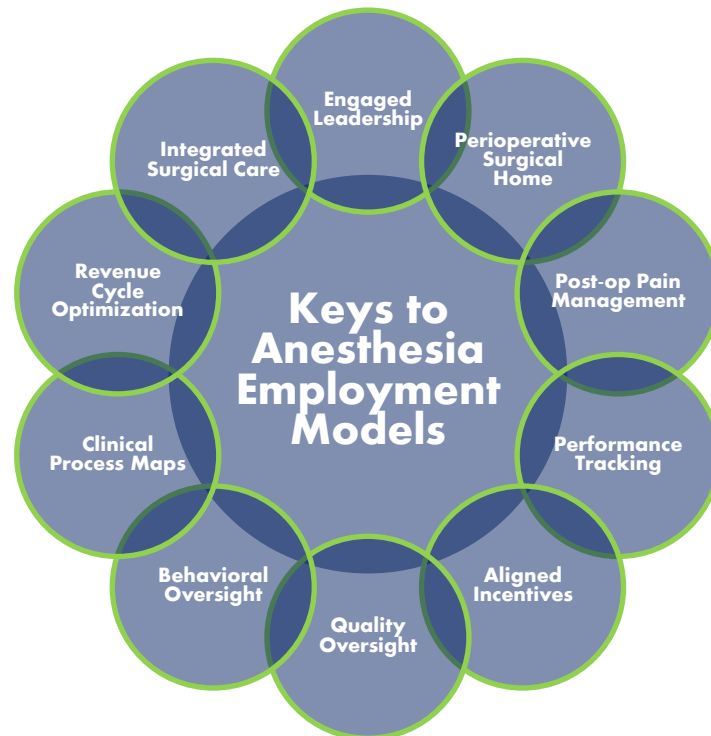 Engaged
Leadership
Perioperative
Surgical
Home
Post-op Pain
Management
Performance
Tracking
Aligned
Incentives
Quality
Oversight
Behavioral
Oversight
Clinical
Process Maps
Revenue
Cycle
Optimization
Integrated
Surgical Care
Keys to
Anesthesia
Employment
Models